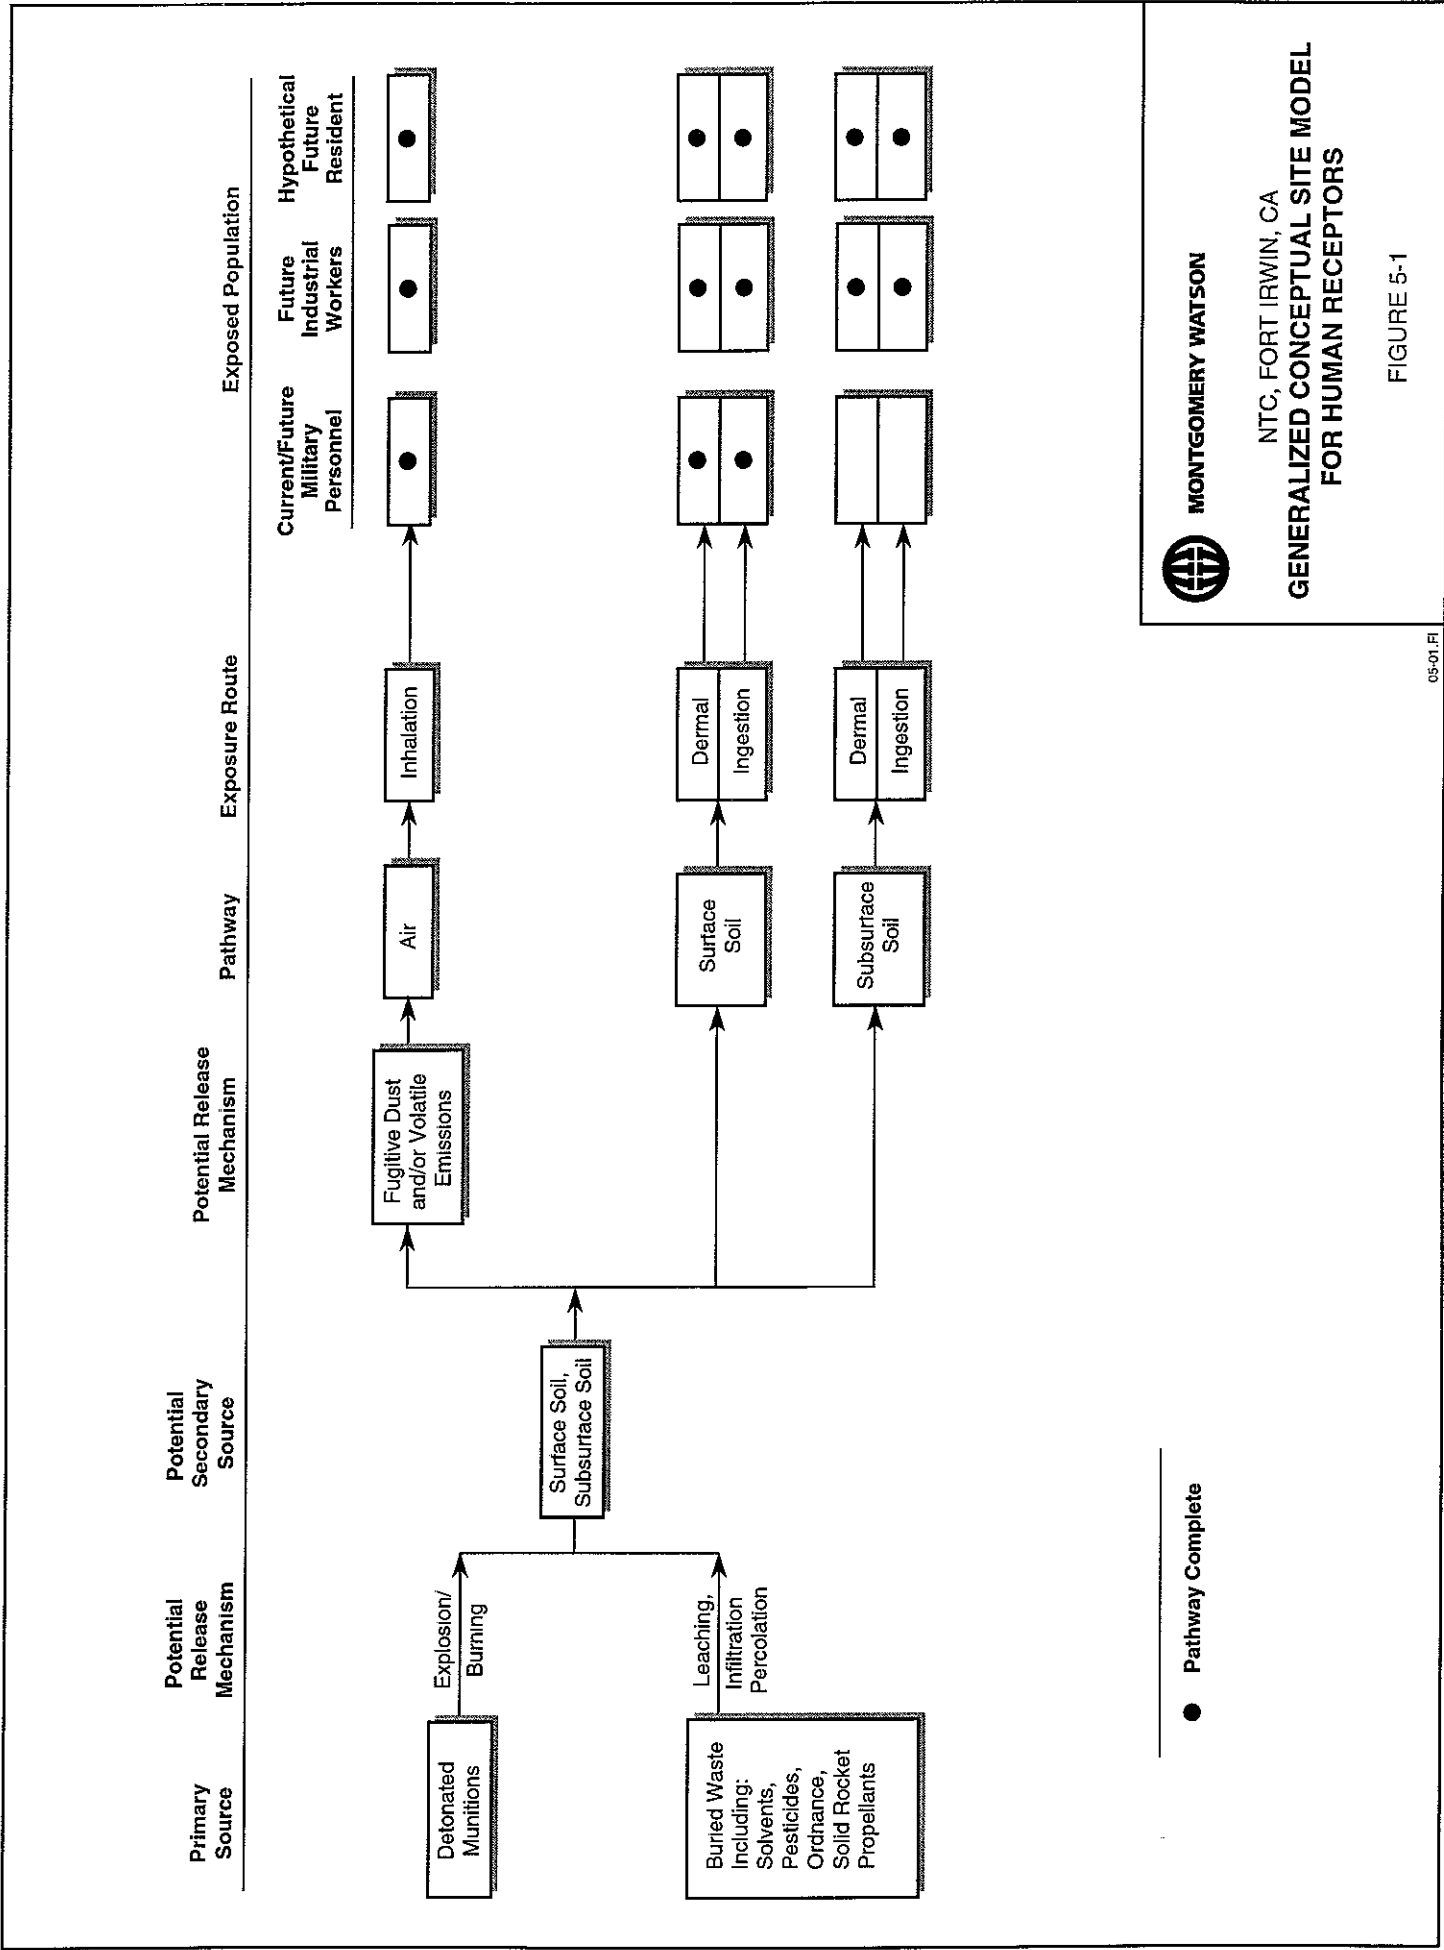 Exposed Population
Primary
Source
Potential
Release
Mechanism
Potential
Secondary
Source
Potential Release
Mechanism
Pathway
Exposure Route
Current/Future
Military
Personnel
Future
Industrial
Workers
Hypothetical
Future
Resident
Detonated
Munitions
Explosion/
Burning
Buried Waste
Including:
Solvents,
Pesticides,
Ordnance,
Solid Rocket
Propellants
Leaching,
Infiltration
Percolation
Surface Soil,
Subsurface Soil
Fugitive Dust
and/or Volatile
Emissions
Air
Inhalation
Surface
Soil
Dermal
Ingestion
Subsurface
Soil
Dermal
Ingestion
Pathway Complete
MONTGOMERY WATSON
NTC, FORT IRWIN, CA
GENERALIZED CONCEPTUAL SITE MODEL
FOR HUMAN RECEPTORS
FIGURE 5-1
05-01.FI